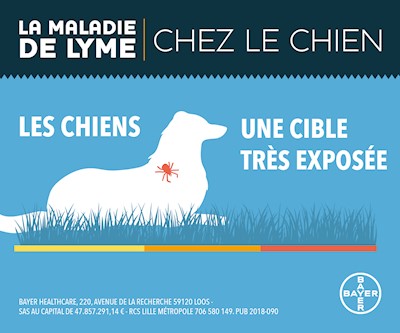 LA MALADIE
DE LYME
CHEZ LE CHIEN
LES CHIENS
UNE CIBLE
TRÈS EXPOSÉE
BAYER HEALTHCARE, 220, AVENUE DE LA RECHERCHE 59120 LOOS -
SAS AU CAPITAL DE 47.857.291,14 € - RCS LILLE MÉTROPOLE 706 580 149. PUB 2018-090
BAYER
BAYER